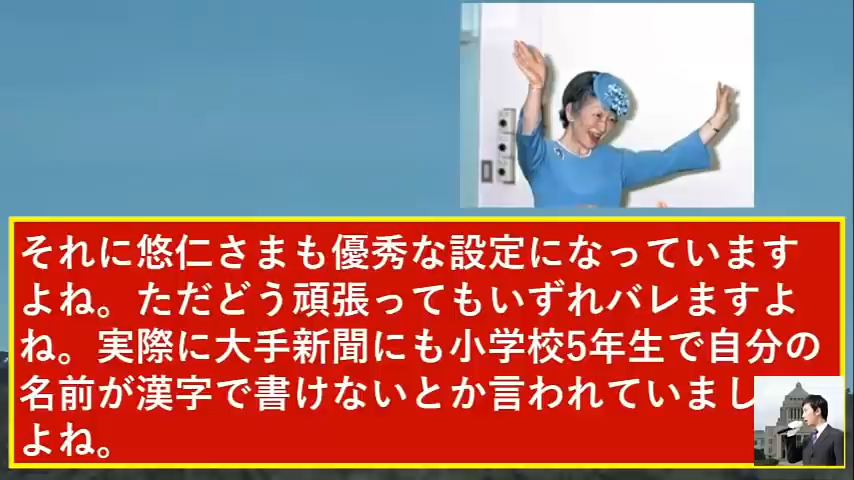 それに悠仁さまも優秀な設定になっています
よね。ただどう頑張ってもいずれバレますよ
ね。実際に大手新聞にも小学校5年生で自分の
名前が漢字で書けないとか言われていまし
よね。